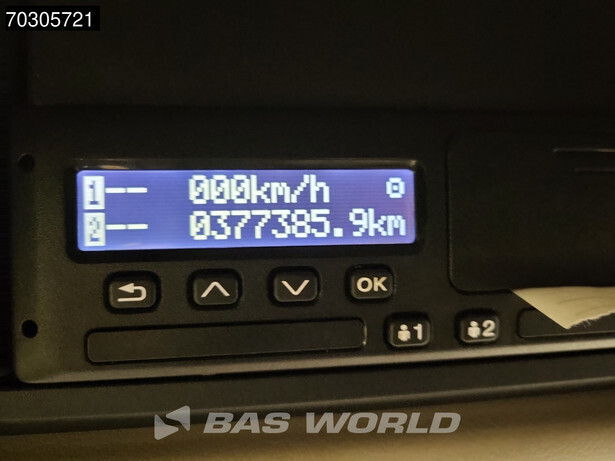 70305721
1-- 000km/h
2-- 0377385.9km
OK
1 2
BAS WORLD